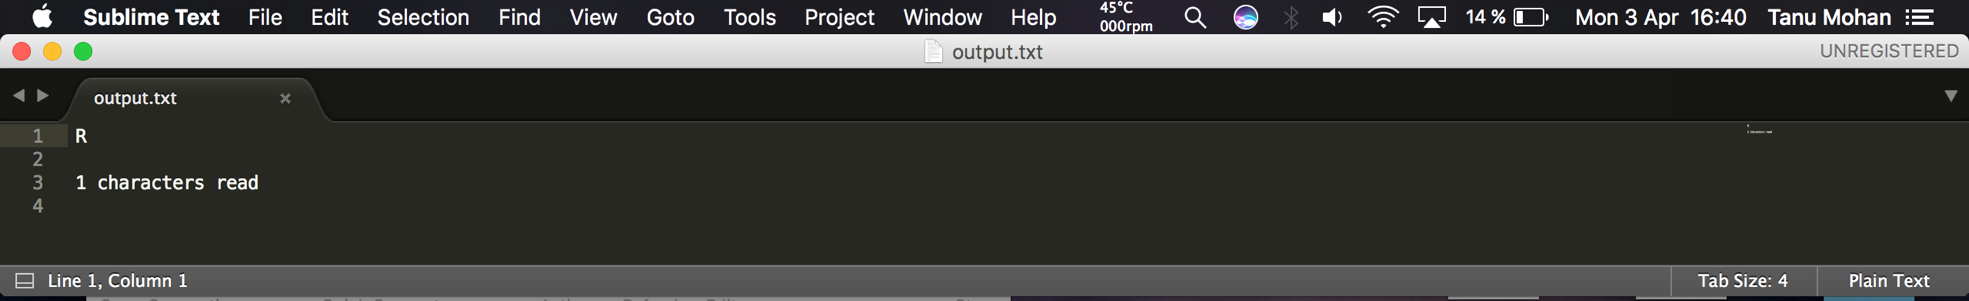 Sublime Text File Edit Selection Find View Goto Tools Project Window Help 45°C 000rpm 14 % Mon 3 Apr 16:40 Tanu Mohan
output.txt UNREGISTERED
output.txt ×
1 R
2
3 1 characters read
4
Line 1, Column 1 Tab Size: 4 Plain Text